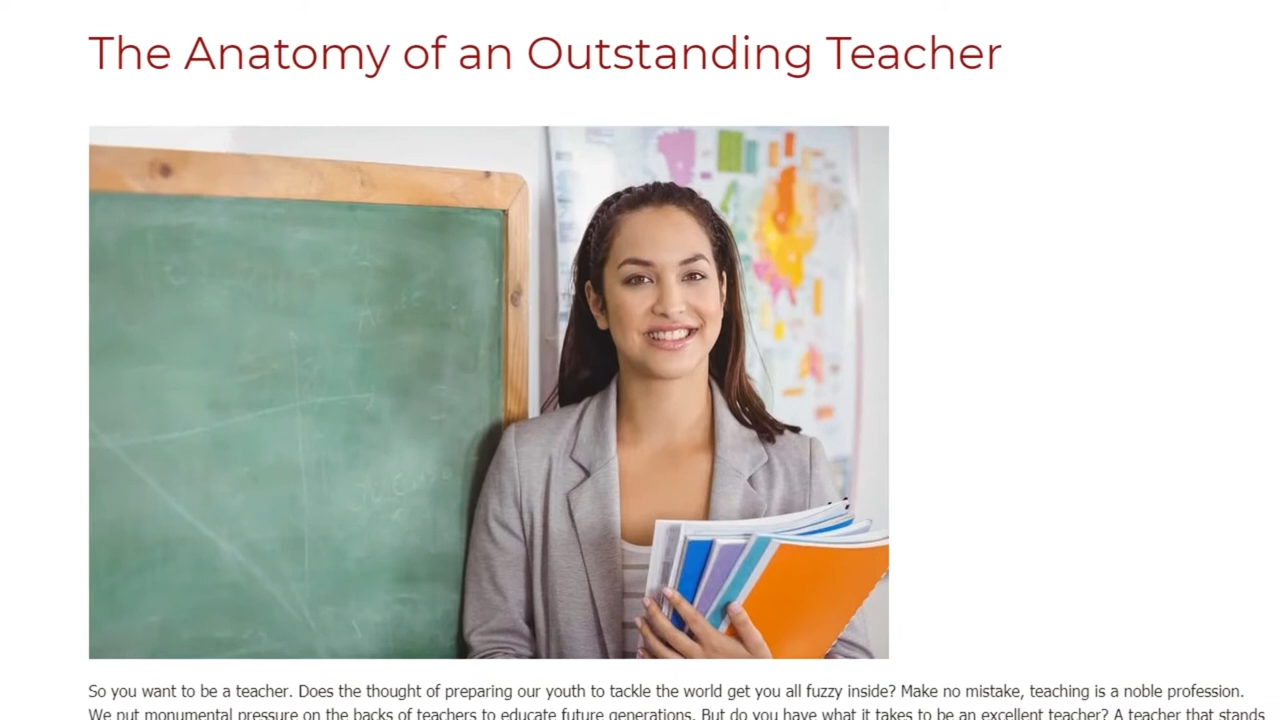 The Anatomy of an Outstanding Teacher
So you want to be a teacher. Does the thought of preparing our youth to tackle the world get you all fuzzy inside? Make no mistake, teaching is a noble profession.
We put monumental pressure on the backs of teachers to educate future generations. But do you have what it takes to be an excellent teacher? A teacher that stands